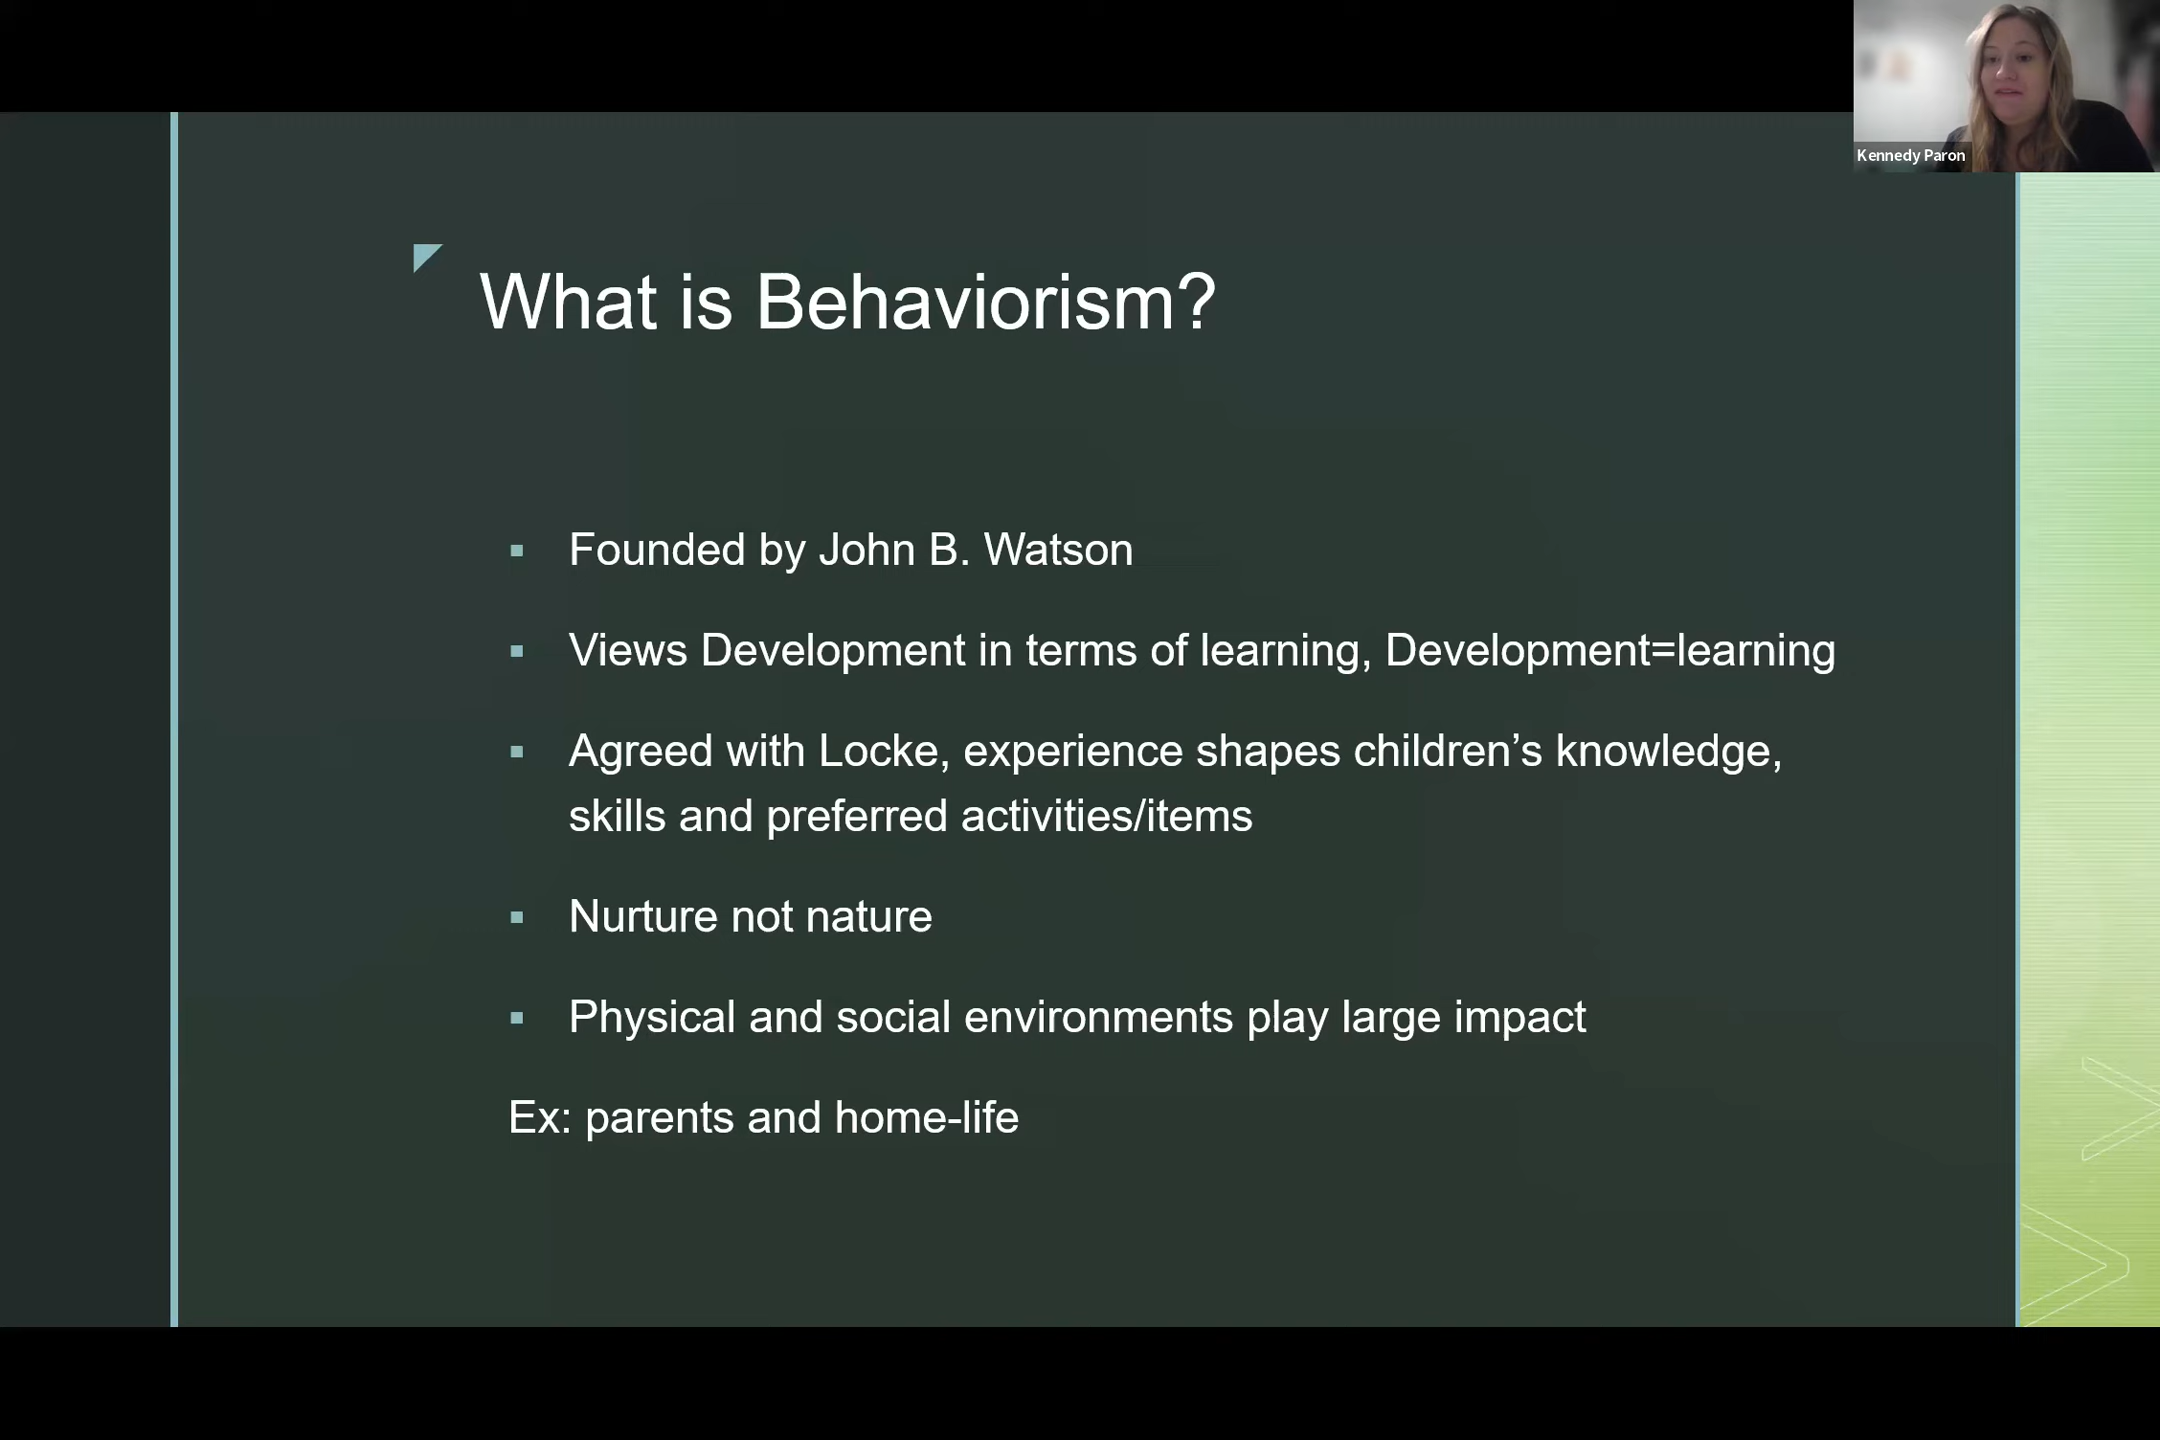 Kennedy Paron
What is Behaviorism?
Founded by John B. Watson
Views Development in terms of learning, Development=learning
Agreed with Locke, experience shapes children’s knowledge,
skills and preferred activities/items
Nurture not nature
Physical and social environments play large impact
Ex: parents and home-life